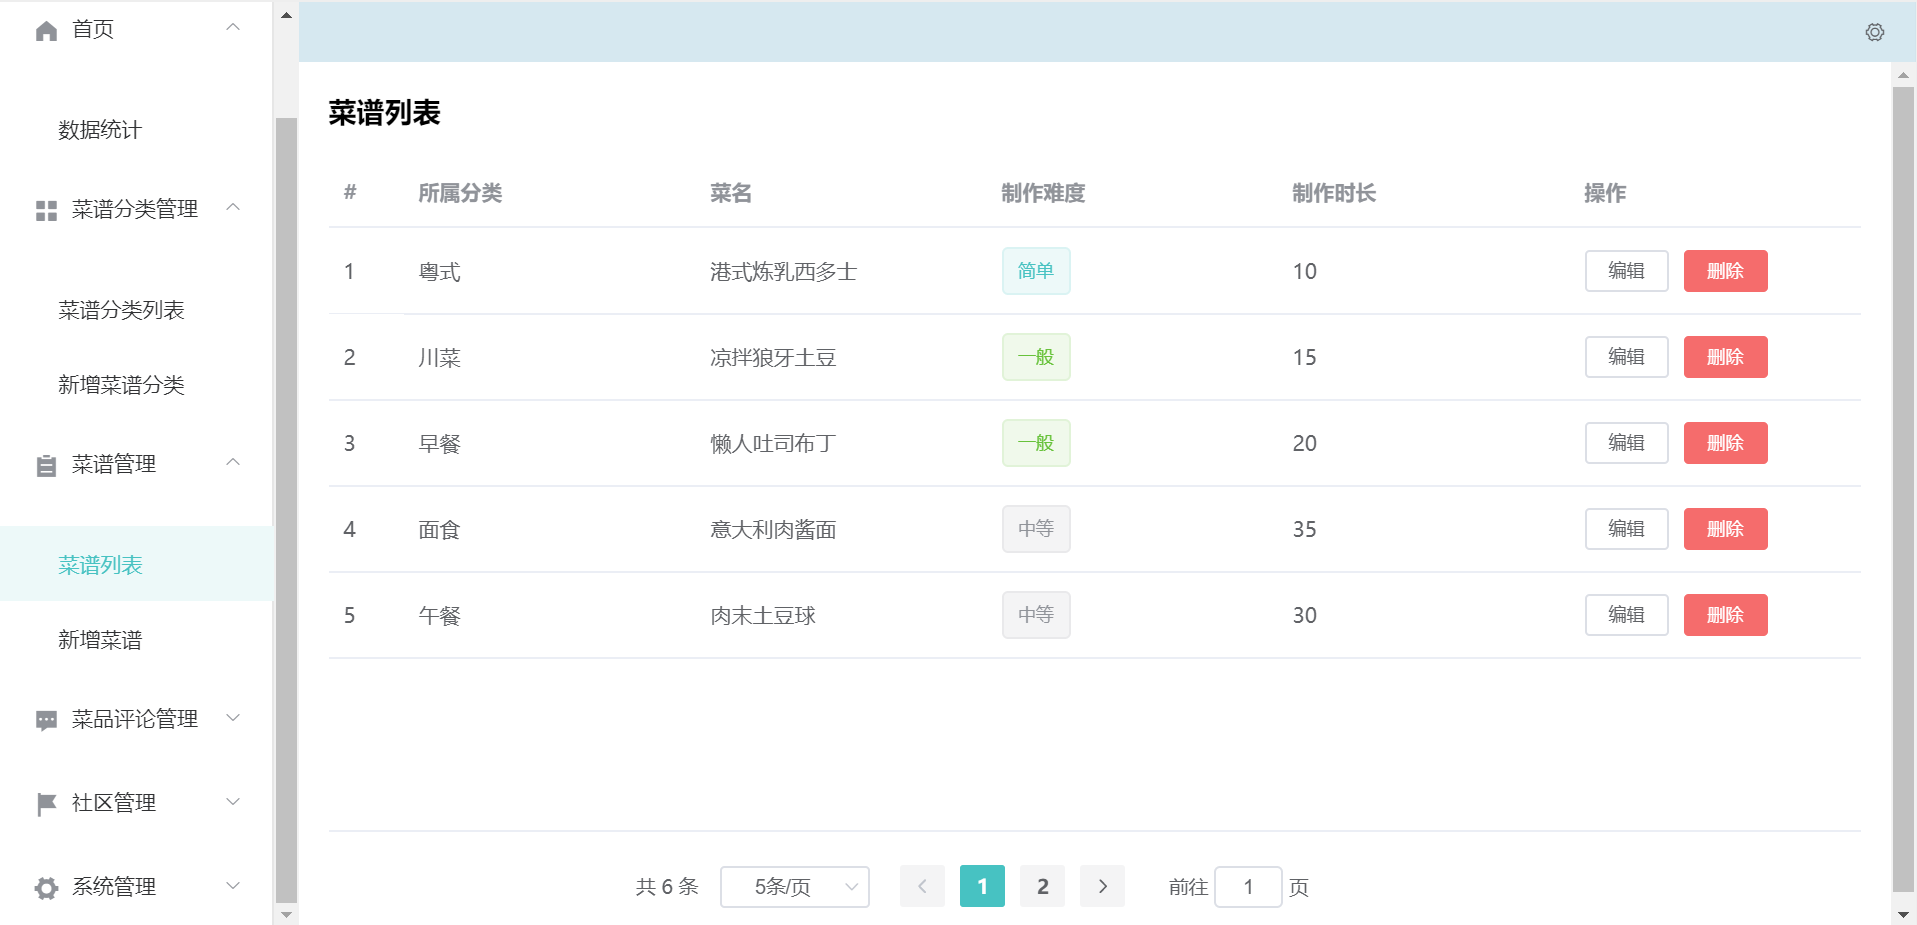 首页
数据统计
菜谱分类管理
菜谱分类列表
新增菜谱分类
菜谱管理
菜谱列表
新增菜谱
菜品评论管理
社区管理
系统管理
菜谱列表
# 所属分类 菜名 制作难度 制作时长 操作
1 粤式 港式炼乳西多士 简单 10 编辑 删除
2 川菜 凉拌狼牙土豆 一般 15 编辑 删除
3 早餐 懒人吐司布丁 一般 20 编辑 删除
4 面食 意大利肉酱面 中等 35 编辑 删除
5 午餐 肉末土豆球 中等 30 编辑 删除
共 6 条 5条/页 1 2 前往 1 页